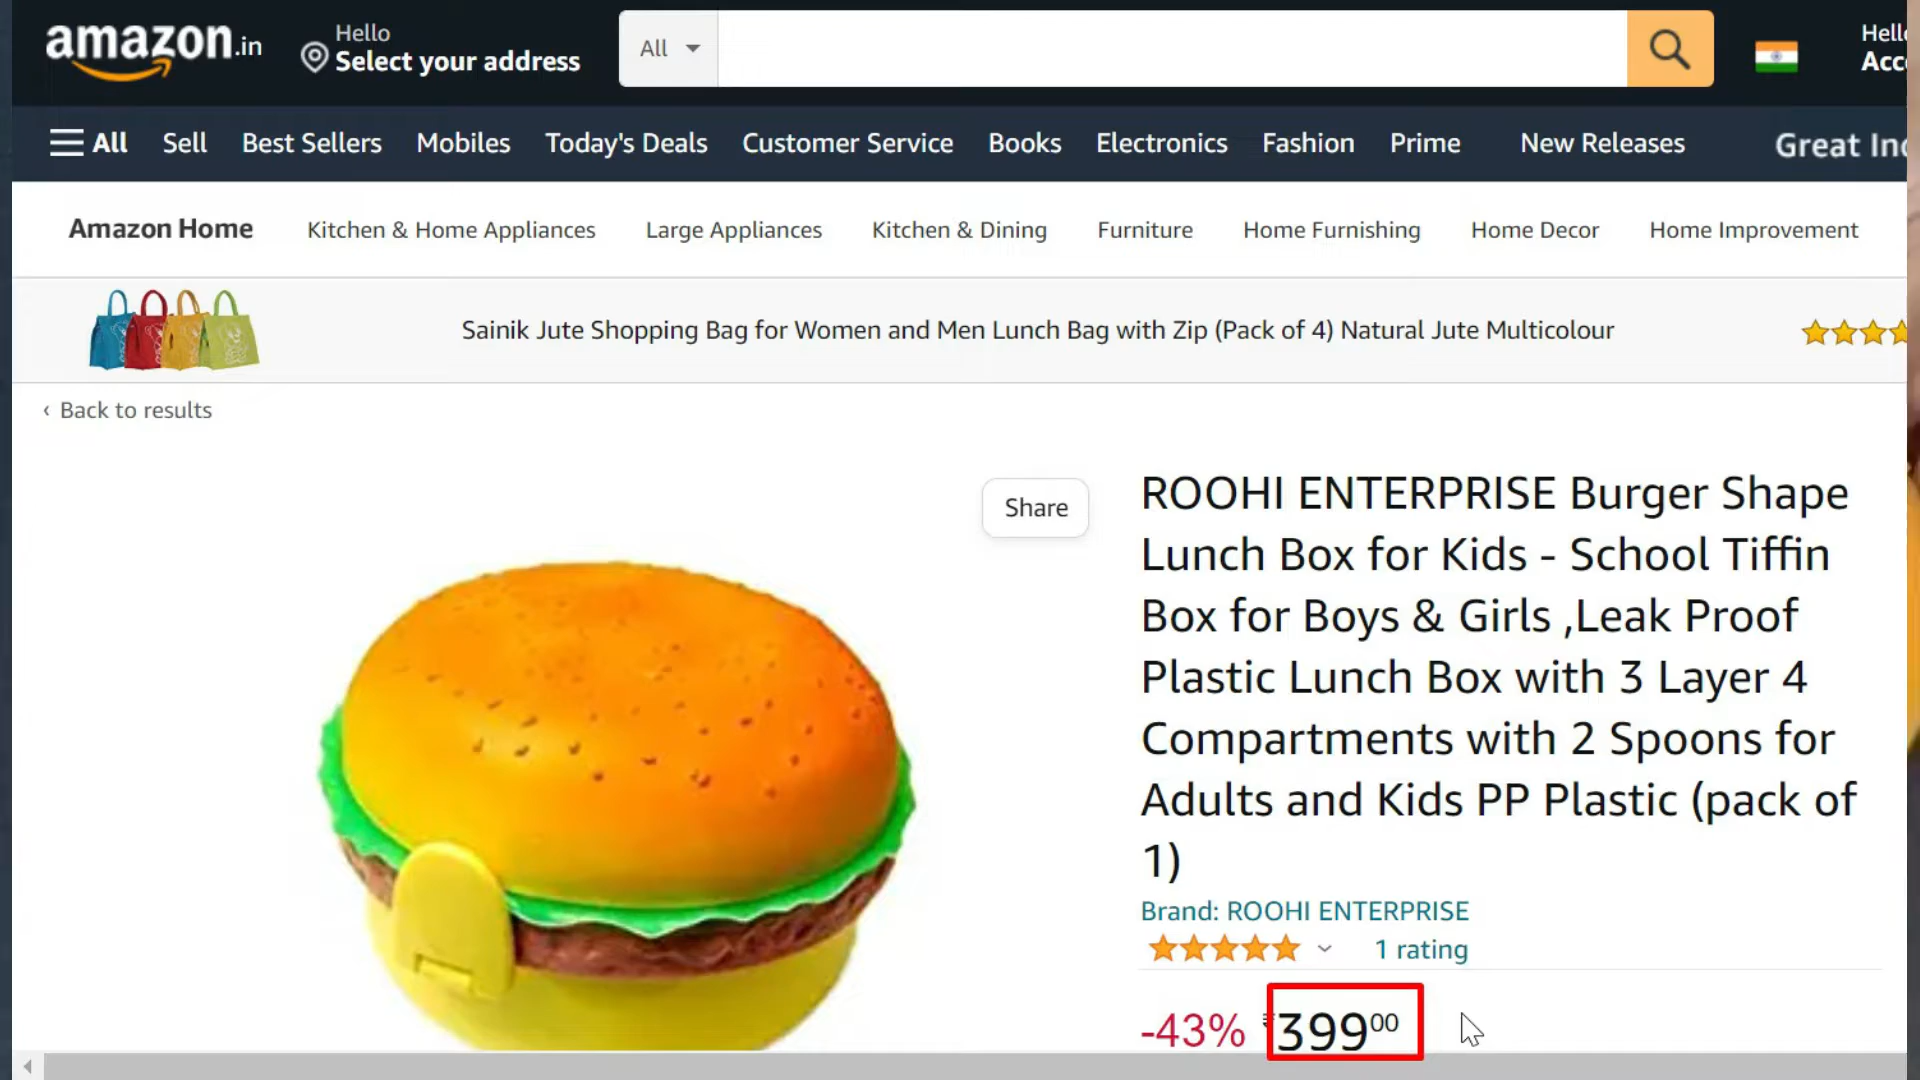 amazon.in
Hello
Select your address
All
Hell
Acc
All Sell Best Sellers Mobiles Today's Deals Customer Service Books Electronics Fashion Prime New Releases Great Inc
Amazon Home Kitchen & Home Appliances Large Appliances Kitchen & Dining Furniture Home Furnishing Home Decor Home Improvement
Sainik Jute Shopping Bag for Women and Men Lunch Bag with Zip (Pack of 4) Natural Jute Multicolour
‹ Back to results
Share
ROOHI ENTERPRISE Burger Shape
Lunch Box for Kids - School Tiffin
Box for Boys & Girls ,Leak Proof
Plastic Lunch Box with 3 Layer 4
Compartments with 2 Spoons for
Adults and Kids PP Plastic (pack of
1)
Brand: ROOHI ENTERPRISE
1 rating
-43% ₹399⁰⁰